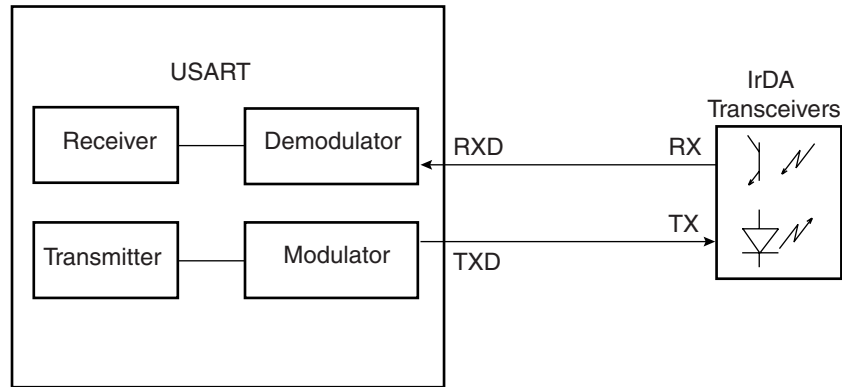 USART
IrDA
Transceivers
Receiver
Demodulator
RXD
RX
Transmitter
Modulator
TXD
TX